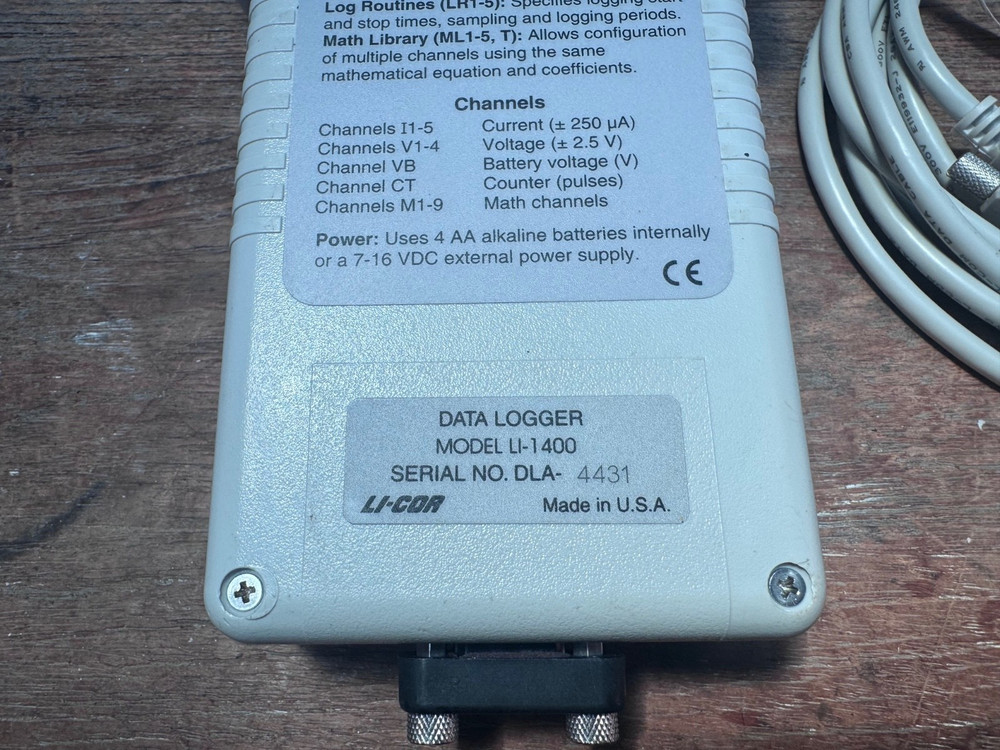 Log Routines (LR1-5): Specifies logging start
and stop times, sampling and logging periods.
Math Library (ML1-5, T): Allows configuration
of multiple channels using the same
mathematical equation and coefficients.
Channels
Channels I1-5 Current (± 250 µA)
Channels V1-4 Voltage (± 2.5 V)
Channel VB Battery voltage (V)
Channel CT Counter (pulses)
Channels M1-9 Math channels
Power: Uses 4 AA alkaline batteries internally
or a 7-16 VDC external power supply.
CE
DATA LOGGER
MODEL LI-1400
SERIAL NO. DLA- 4431
LI-COR Made in U.S.A.
DATA CABLE